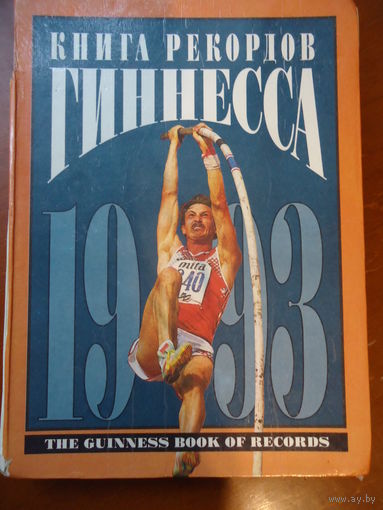 КНИГА РЕКОРДОВ
ГИННЕССА
1993
mita
340
THE GUINNESS BOOK OF RECORDS
www.ay.by